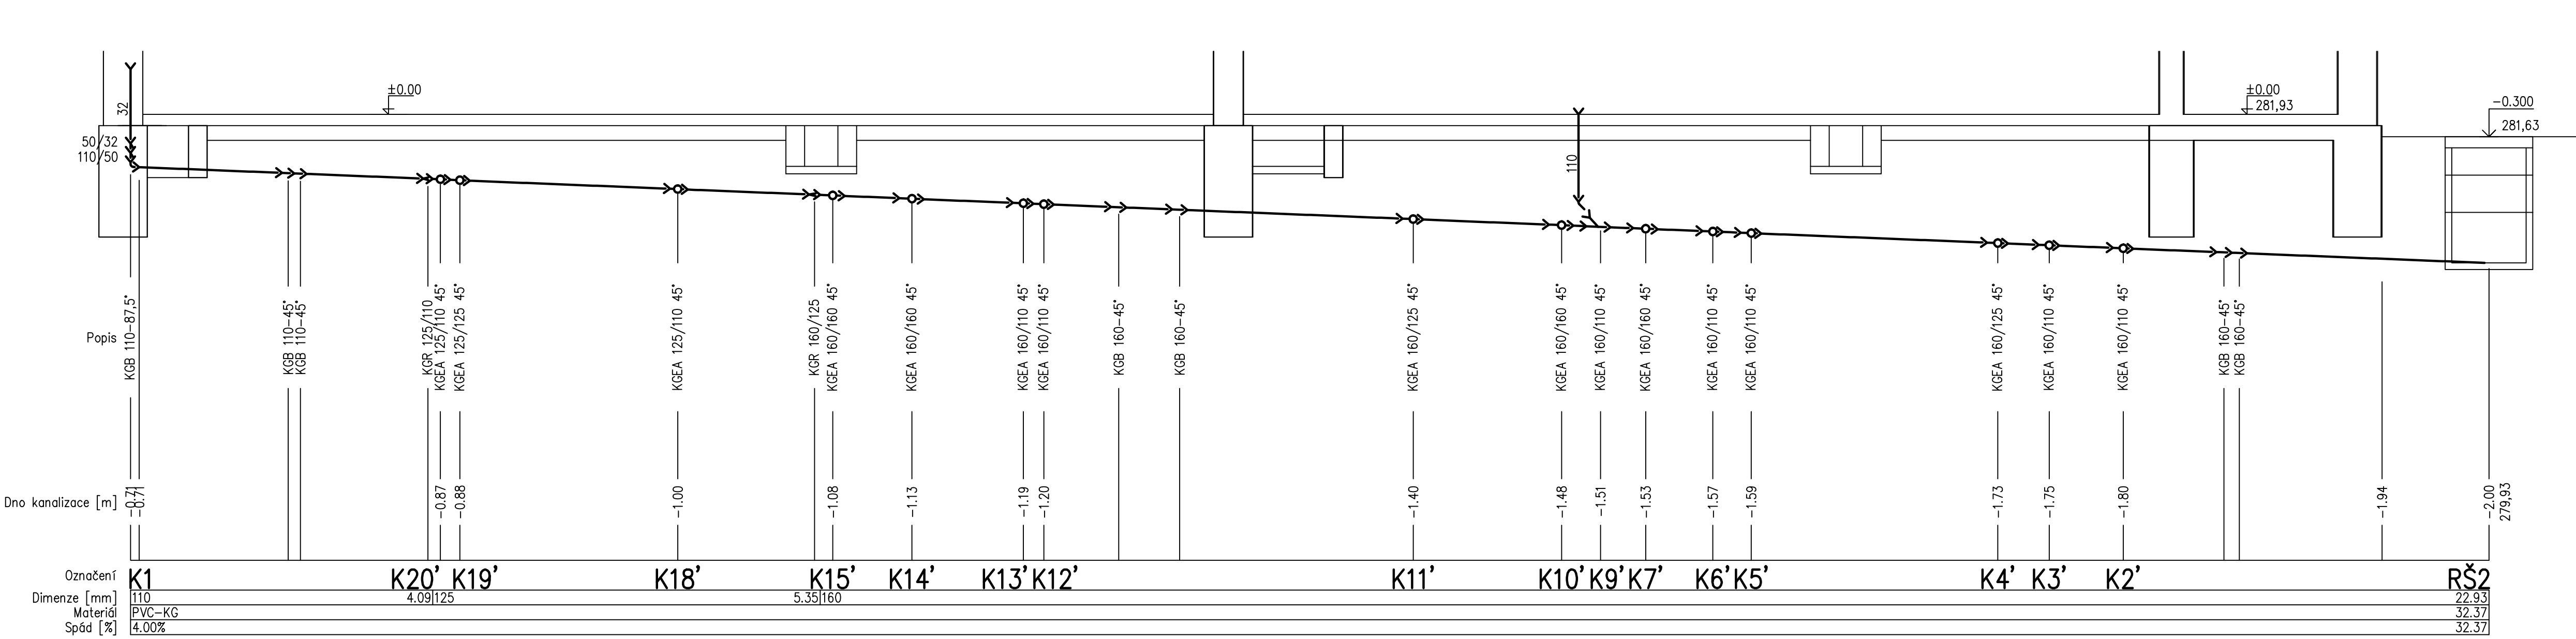 ±0.00
±0.00
281,93
-0.300
281,63
32
50/32
110/50
110
Popis
KGB 110-87,5°
KGB 110-45°
KGB 110-45°
KGR 125/110
KGEA 125/110 45°
KGEA 125/125 45°
KGEA 125/110 45°
KGR 160/125
KGEA 160/160 45°
KGEA 160/160 45°
KGEA 160/110 45°
KGEA 160/110 45°
KGB 160-45°
KGB 160-45°
KGEA 160/125 45°
KGEA 160/160 45°
KGEA 160/110 45°
KGEA 160/110 45°
KGEA 160/110 45°
KGEA 160/110 45°
KGEA 160/125 45°
KGEA 160/110 45°
KGEA 160/110 45°
KGB 160-45°
KGB 160-45°
Dno kanalizace [m]
-0.71
-0.71
-0.87
-0.88
-1.00
-1.08
-1.13
-1.19
-1.20
-1.40
-1.48
-1.51
-1.53
-1.57
-1.59
-1.73
-1.75
-1.80
-1.94
-2.00
279,93
Označení K1 K20' K19' K18' K15' K14' K13' K12' K11' K10' K9' K7' K6' K5' K4' K3' K2' RŠ2
Dimenze [mm] 110 4.09 125 5.35 160 22.93
Materiál PVC-KG 32.37
Spád [%] 4.00% 32.37